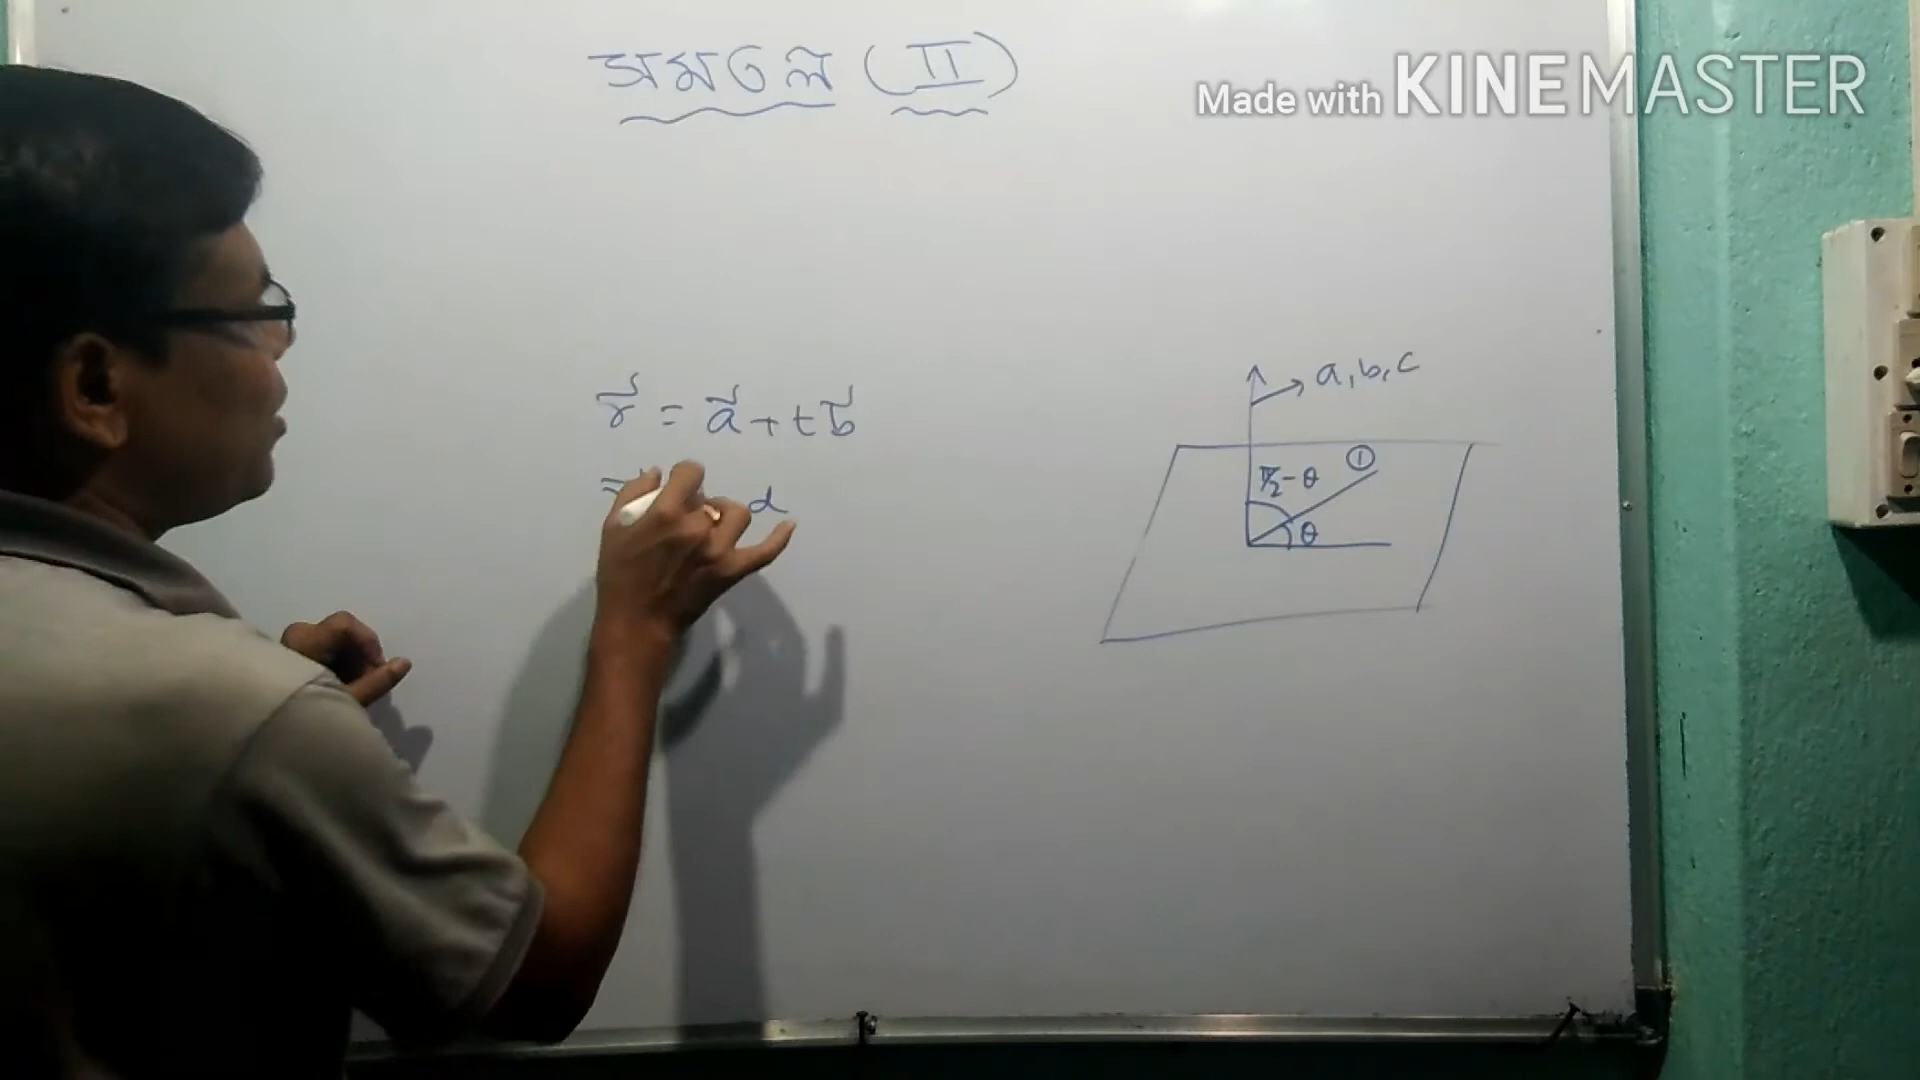 সমতল (II)
Made with KINEMASTER
r⃗ = a⃗ + t b⃗
d
a, b, c
π/2 - θ
①
θ